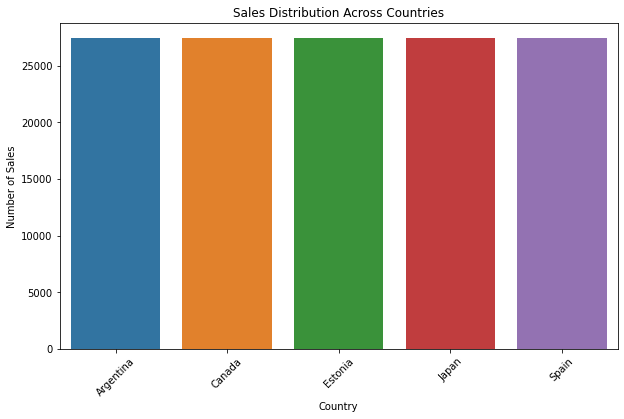 Sales Distribution Across Countries
Number of Sales
25000
20000
15000
10000
5000
0
Argentina
Canada
Estonia
Japan
Spain
Country